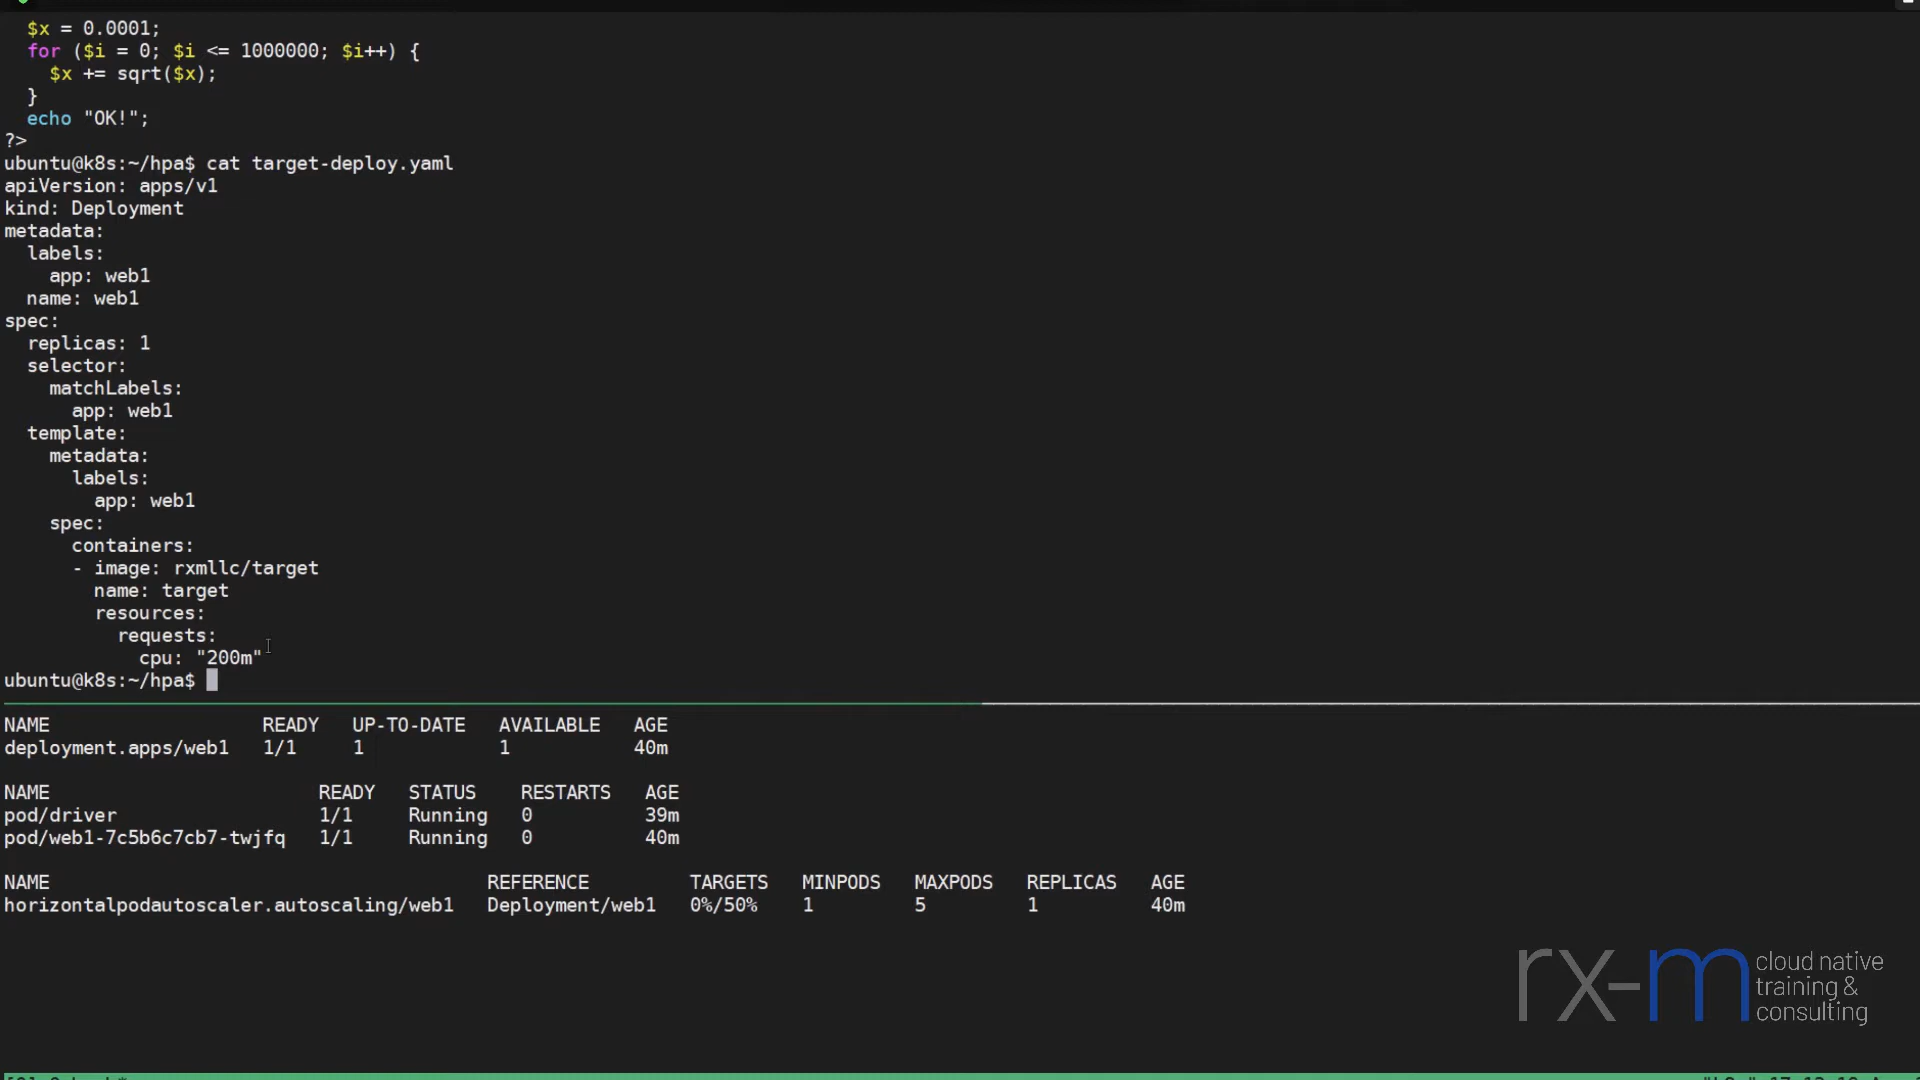 $x = 0.0001;
for ($i = 0; $i <= 1000000; $i++) {
$x += sqrt($x);
}
echo "OK!";
?>
ubuntu@k8s:~/hpa$ cat target-deploy.yaml
apiVersion: apps/v1
kind: Deployment
metadata:
labels:
app: web1
name: web1
spec:
replicas: 1
selector:
matchLabels:
app: web1
template:
metadata:
labels:
app: web1
spec:
containers:
- image: rxmllc/target
name: target
resources:
requests:
cpu: "200m"
ubuntu@k8s:~/hpa$
NAME READY UP-TO-DATE AVAILABLE AGE
deployment.apps/web1 1/1 1 1 40m
NAME READY STATUS RESTARTS AGE
pod/driver 1/1 Running 0 39m
pod/web1-7c5b6c7cb7-twjfq 1/1 Running 0 40m
NAME REFERENCE TARGETS MINPODS MAXPODS REPLICAS AGE
horizontalpodautoscaler.autoscaling/web1 Deployment/web1 0%/50% 1 5 1 40m
rx-m
cloud native
training &
consulting